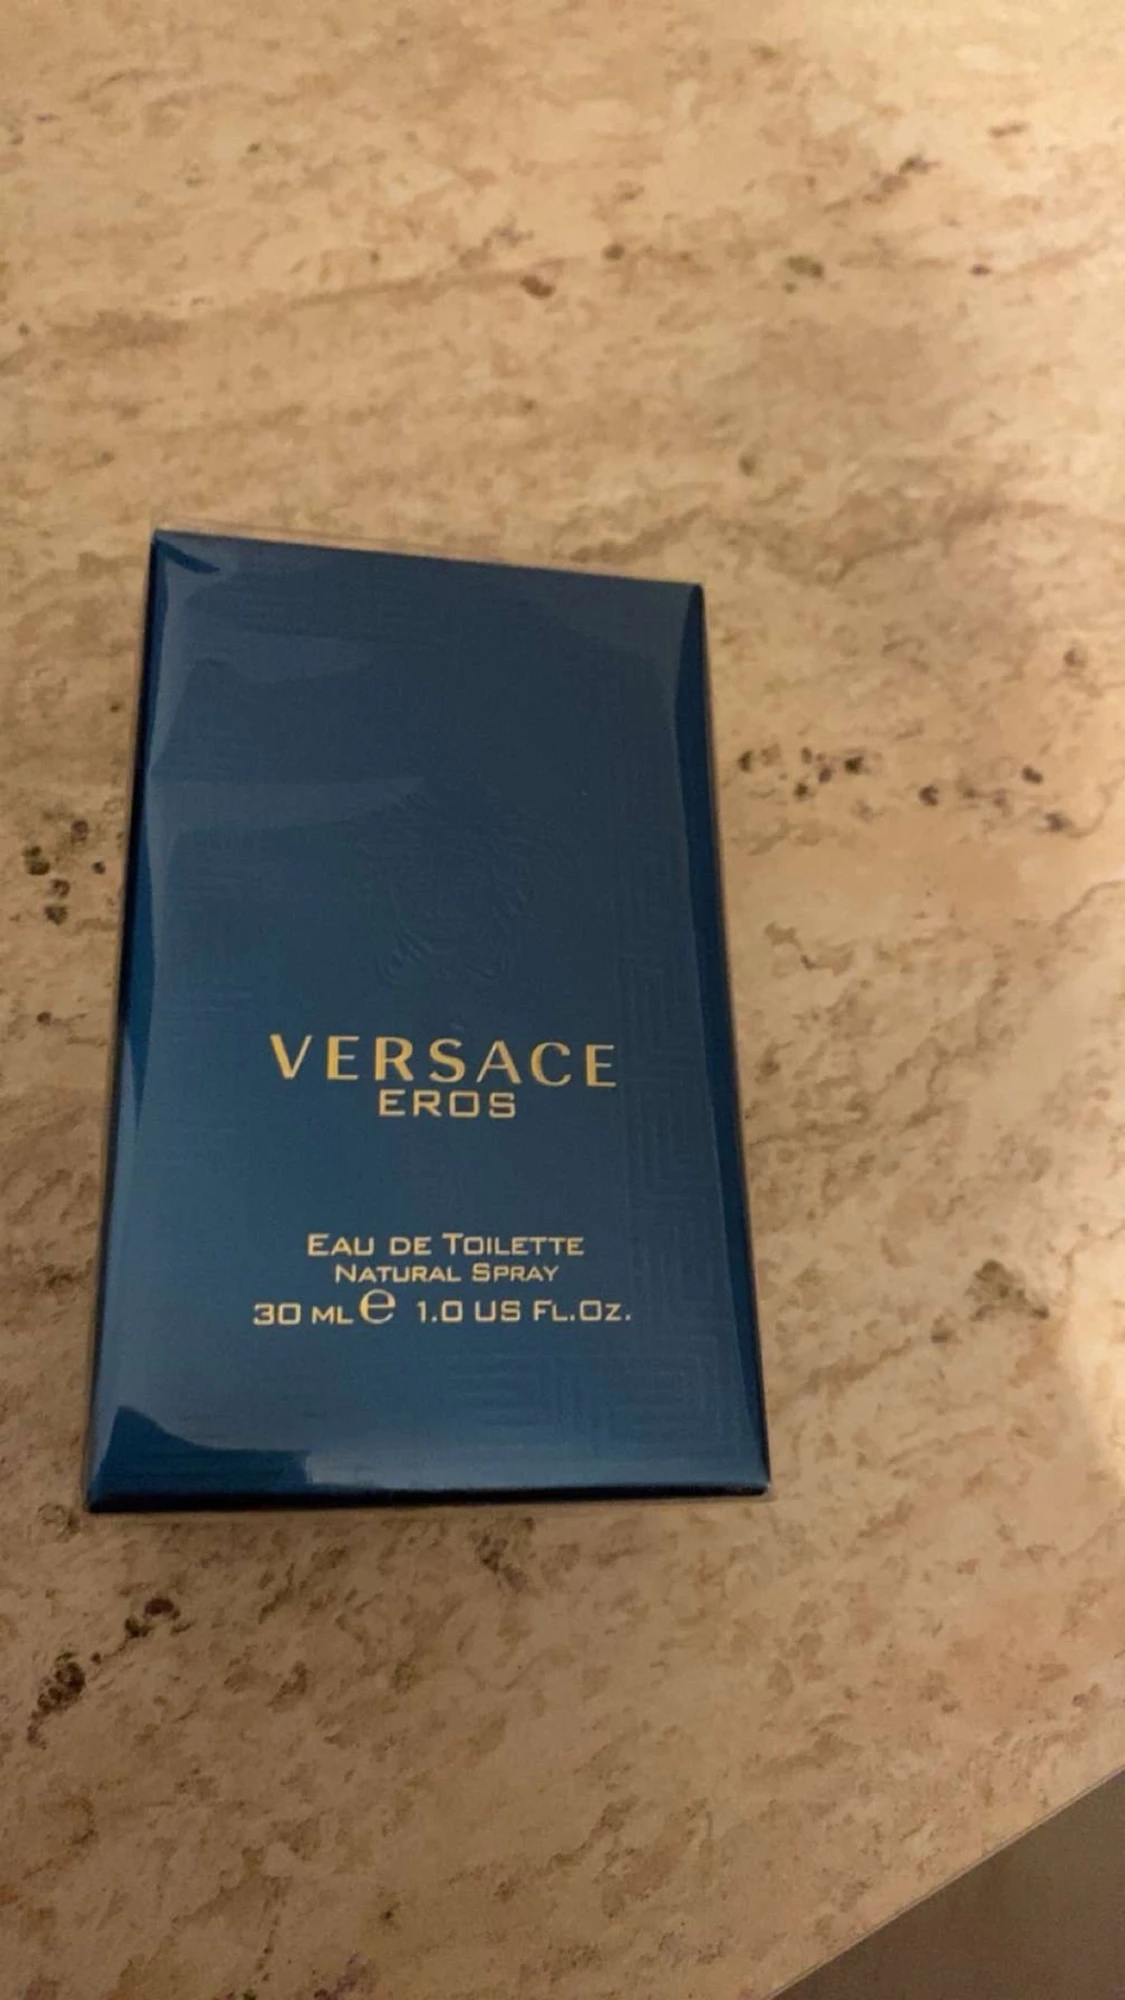 VERSACE
EROS
EAU DE TOILETTE
NATURAL SPRAY
30 ML e 1.0 US FL.OZ.